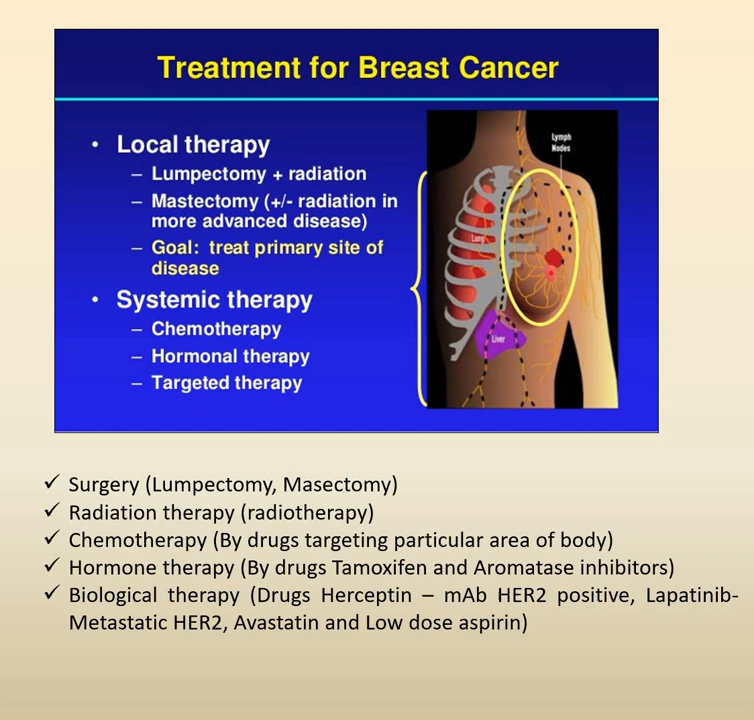 Treatment for Breast Cancer
• Local therapy
– Lumpectomy + radiation
– Mastectomy (+/- radiation in
more advanced disease)
– Goal: treat primary site of
disease
• Systemic therapy
– Chemotherapy
– Hormonal therapy
– Targeted therapy
Lymph
Nodes
Lung
Liver
✓ Surgery (Lumpectomy, Masectomy)
✓ Radiation therapy (radiotherapy)
✓ Chemotherapy (By drugs targeting particular area of body)
✓ Hormone therapy (By drugs Tamoxifen and Aromatase inhibitors)
✓ Biological therapy (Drugs Herceptin – mAb HER2 positive, Lapatinib-
Metastatic HER2, Avastatin and Low dose aspirin)